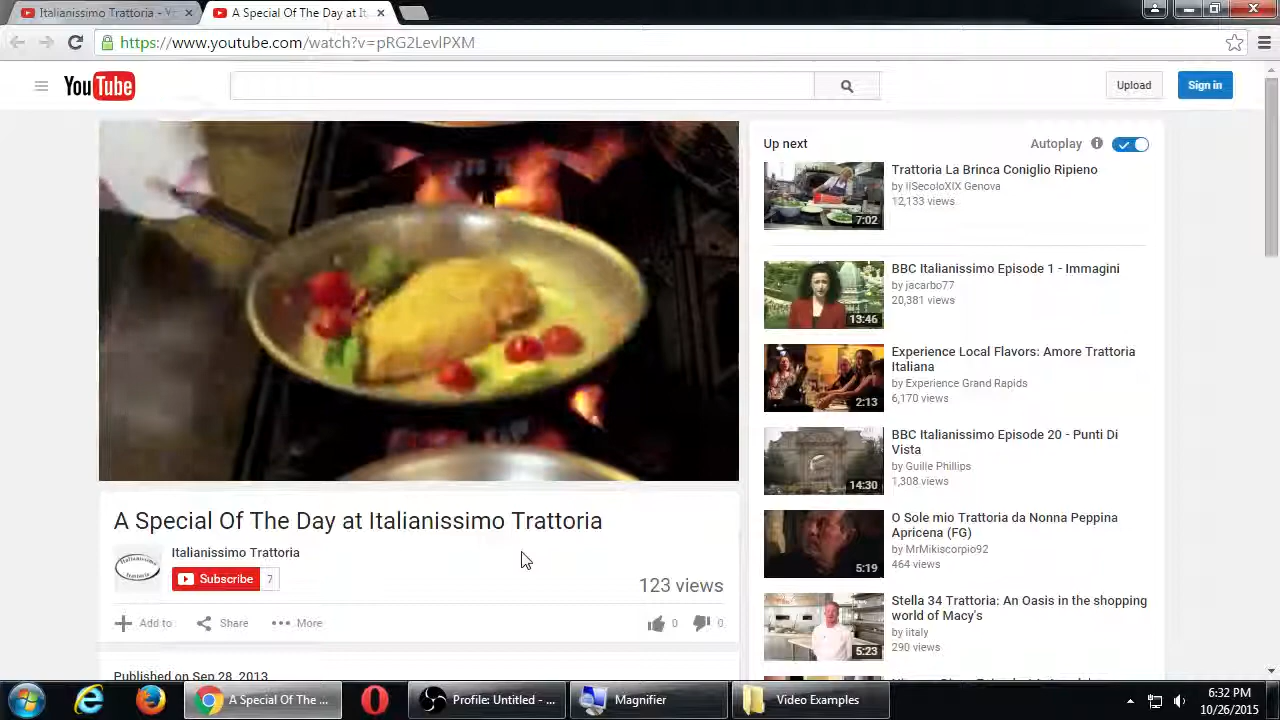 Italianissimo Trattoria - Y
A Special Of The Day at It
https://www.youtube.com/watch?v=pRG2LevlPXM
YouTube
Upload
Sign in
Up next
Autoplay
Trattoria La Brinca Coniglio Ripieno
by ilSecoloXIX Genova
12,133 views
7:02
BBC Italianissimo Episode 1 - Immagini
by jacarbo77
20,381 views
13:46
Experience Local Flavors: Amore Trattoria
Italiana
by Experience Grand Rapids
6,170 views
2:13
BBC Italianissimo Episode 20 - Punti Di
Vista
by Guille Phillips
1,308 views
14:30
O Sole mio Trattoria da Nonna Peppina
Apricena (FG)
by MrMikiscorpio92
464 views
5:19
Stella 34 Trattoria: An Oasis in the shopping
world of Macy's
by iitaly
290 views
5:23
A Special Of The Day at Italianissimo Trattoria
Italianissimo Trattoria
Subscribe 7
123 views
Add to Share More 0 0
Published on Sep 28, 2013
A Special Of The ...
Profile: Untitled - ...
Magnifier
Video Examples
6:32 PM
10/26/2015